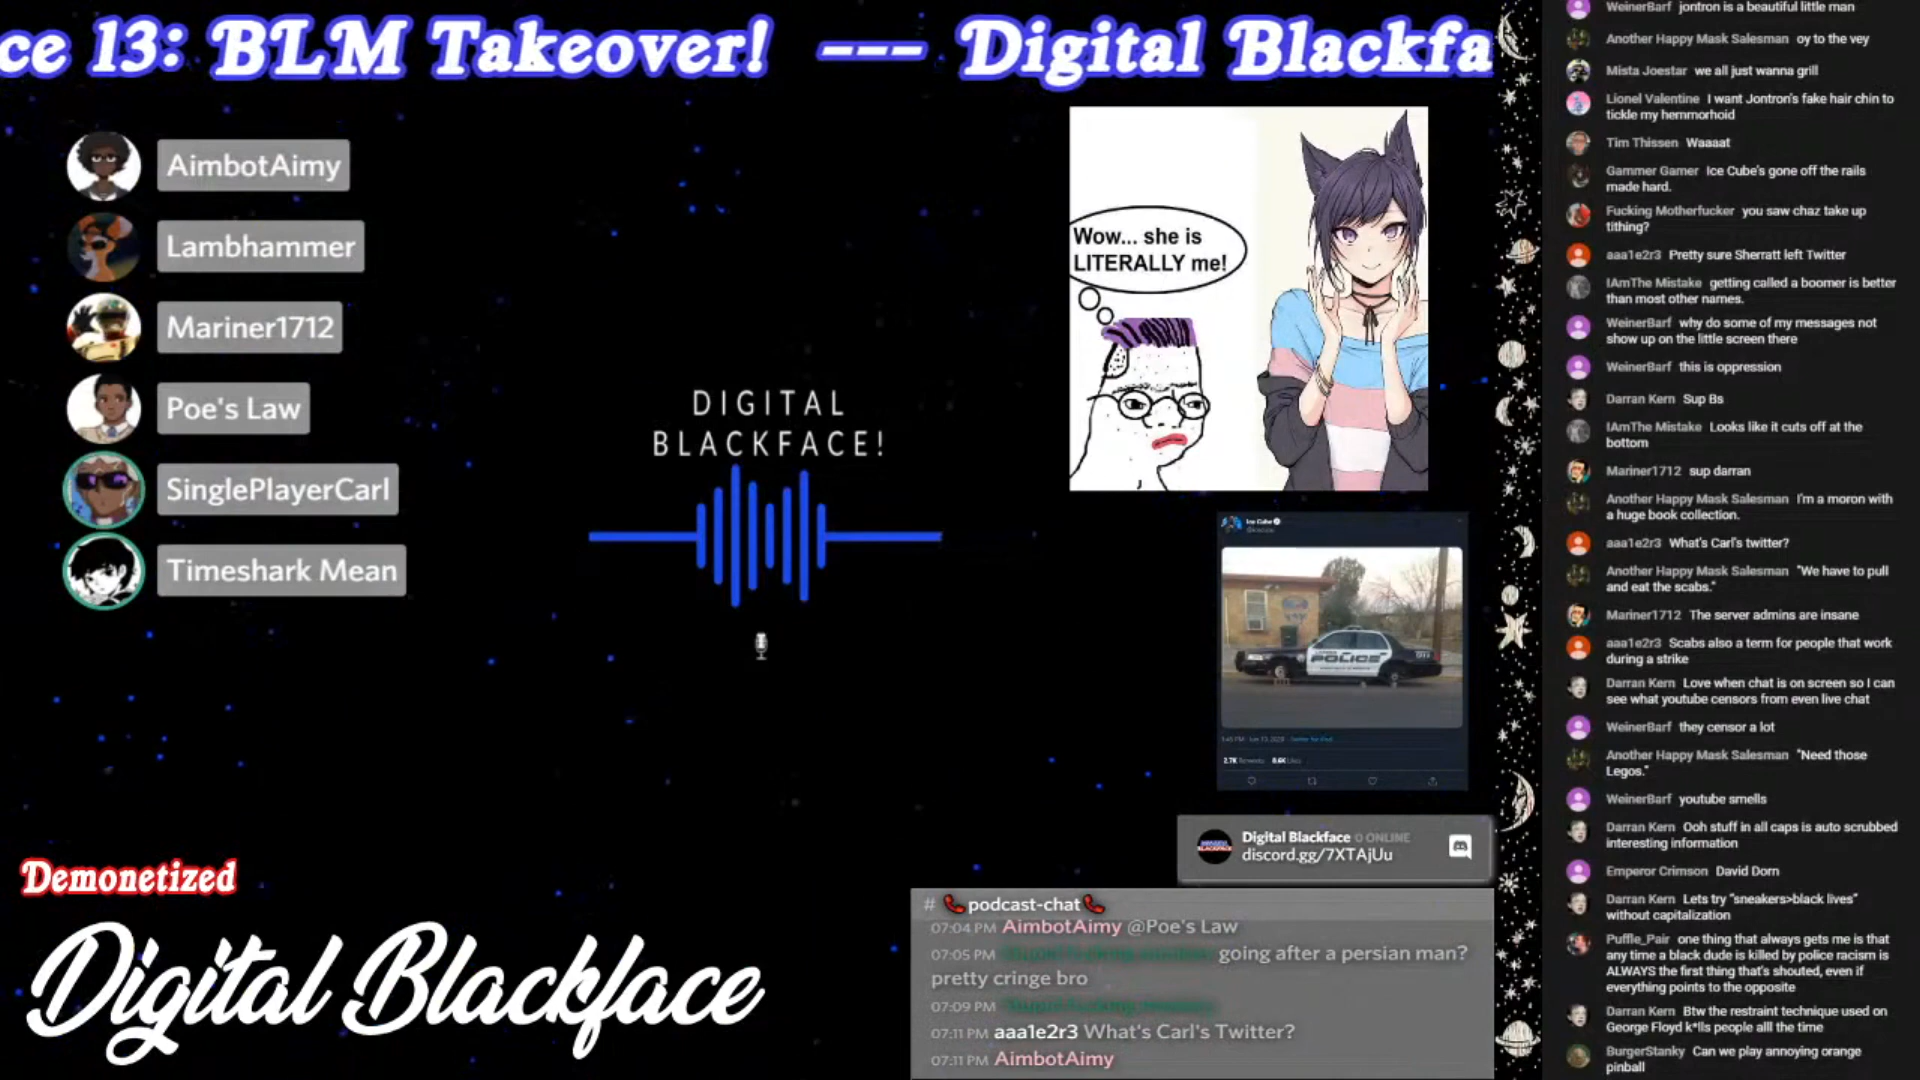 ce 13: BLM Takeover! --- Digital Blackfa
AimbotAimy
Lambhammer
Mariner1712
Poe's Law
SinglePlayerCarl
Timeshark Mean
DIGITAL
BLACKFACE!
Wow... she is
LITERALLY me!
Ice Cube
POLICE
2.7K Retweets 8.6K Likes
Digital Blackface 0 ONLINE
discord.gg/7XTAjUu
Demonetized
Digital Blackface
# podcast-chat
07:04 PM AimbotAimy @Poe's Law
07:05 PM going after a persian man?
pretty cringe bro
07:09 PM
07:11 PM aaa1e2r3 What's Carl's Twitter?
07:11 PM AimbotAimy
WeinerBarf jontron is a beautiful little man
Another Happy Mask Salesman oy to the vey
Mista Joestar we all just wanna grill
Lionel Valentine I want Jontron's fake hair chin to
tickle my hemmorhoid
Tim Thissen Waaaat
Gammer Gamer Ice Cube's gone off the rails
made hard.
Fucking Motherfucker you saw chaz take up
tithing?
aaa1e2r3 Pretty sure Sherratt left Twitter
IAmThe Mistake getting called a boomer is better
than most other names.
WeinerBarf why do some of my messages not
show up on the little screen there
WeinerBarf this is oppression
Darran Kern Sup Bs
IAmThe Mistake Looks like it cuts off at the
bottom
Mariner1712 sup darran
Another Happy Mask Salesman I'm a moron with
a huge book collection.
aaa1e2r3 What's Carl's twitter?
Another Happy Mask Salesman "We have to pull
and eat the scabs."
Mariner1712 The server admins are insane
aaa1e2r3 Scabs also a term for people that work
during a strike
Darran Kern Love when chat is on screen so I can
see what youtube censors from even live chat
WeinerBarf they censor a lot
Another Happy Mask Salesman "Need those
Legos."
WeinerBarf youtube smells
Darran Kern Ooh stuff in all caps is auto scrubbed
interesting information
Emperor Crimson David Dorn
Darran Kern Lets try "sneakers>black lives"
without capitalization
Puffle_Pair one thing that always gets me is that
any time a black dude is killed by police racism is
ALWAYS the first thing that's shouted, even if
everything points to the opposite
Darran Kern Btw the restraint technique used on
George Floyd k*lls people alll the time
BurgerStanky Can we play annoying orange
pinball